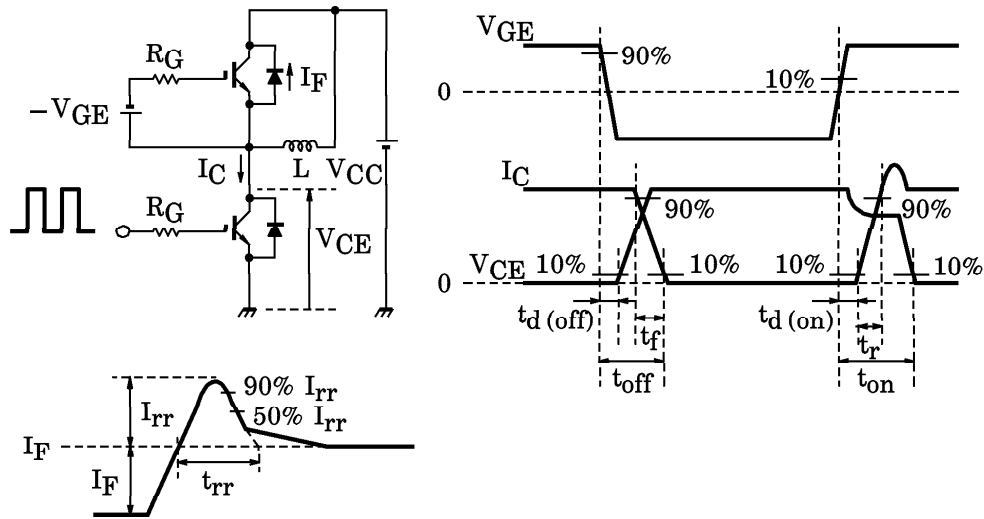 R_G
I_F
−V_GE
I_C
L
V_CC
R_G
V_CE
V_GE
90%
10%
0
I_C
90%
90%
V_CE
10%
10%
10%
10%
0
t_d (off)
t_f
t_d (on)
t_r
t_off
t_on
90% I_rr
50% I_rr
I_rr
I_F
I_F
t_rr